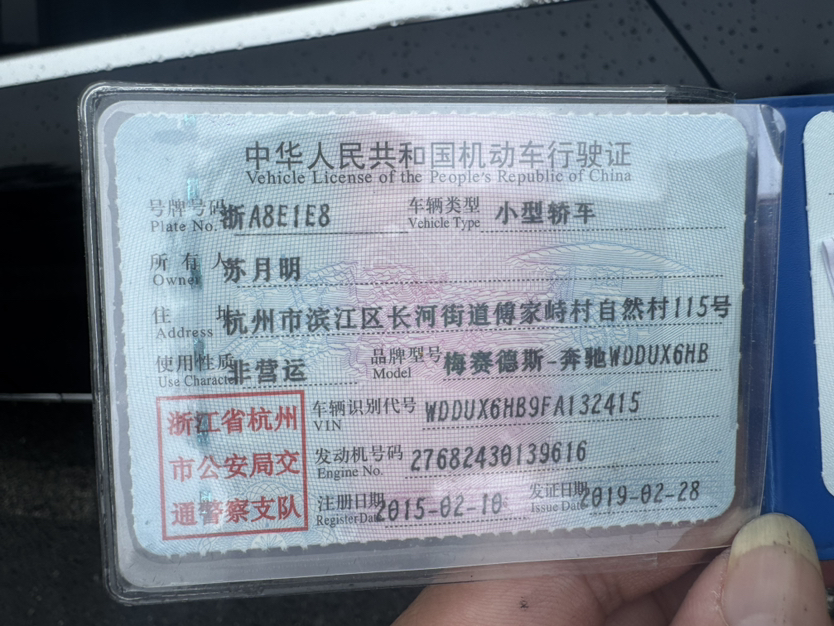 中华人民共和国机动车行驶证
Vehicle License of the People's Republic of China
号牌号码 浙A8E1E8 车辆类型 小型轿车
Plate No. Vehicle Type
所有人 苏月明
Owner
住址 杭州市滨江区长河街道傅家峙村自然村115号
Address
使用性质 非营运 品牌型号 梅赛德斯-奔驰WDDUX6HB
Use Character Model
浙江省杭州
市公安局交
通警察支队
车辆识别代号 WDDUX6HB9FA132415
VIN
发动机号码 27682430139616
Engine No.
注册日期 2015-02-10 发证日期 2019-02-28
Register Date Issue Date